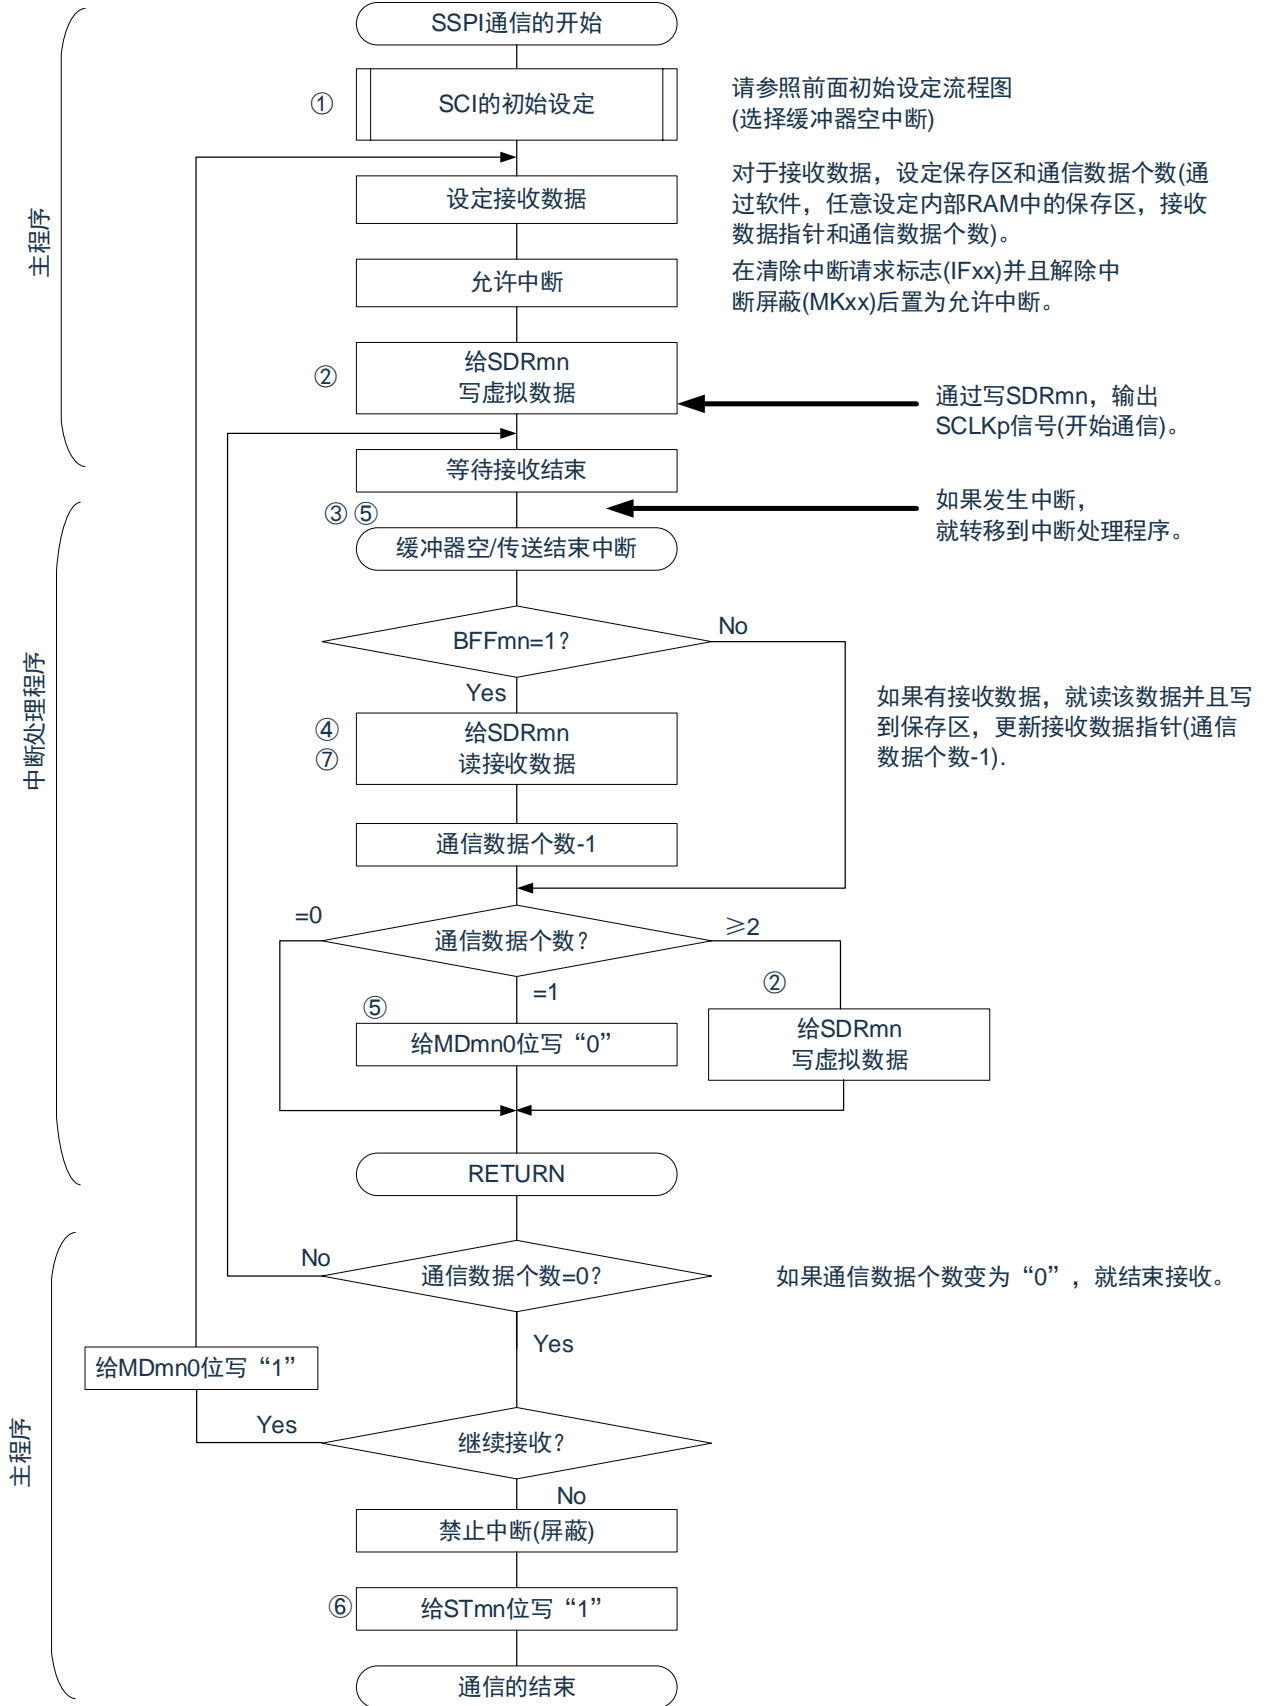 SSPI通信的开始
①
SCI的初始设定
请参照前面初始设定流程图
(选择缓冲器空中断)
主程序
设定接收数据
对于接收数据，设定保存区和通信数据个数(通
过软件，任意设定内部RAM中的保存区，接收
数据指针和通信数据个数)。
允许中断
在清除中断请求标志(IFxx)并且解除中
断屏蔽(MKxx)后置为允许中断。
②
给SDRmn
写虚拟数据
通过写SDRmn，输出
SCLKp信号(开始通信)。
等待接收结束
③⑤
如果发生中断，
就转移到中断处理程序。
缓冲器空/传送结束中断
中断处理程序
BFFmn=1?
No
Yes
④
⑦
给SDRmn
读接收数据
如果有接收数据，就读该数据并且写
到保存区，更新接收数据指针(通信
数据个数-1).
通信数据个数-1
=0
通信数据个数?
≥2
=1
⑤
②
给MDmn0位写“0”
给SDRmn
写虚拟数据
RETURN
主程序
No
通信数据个数=0?
如果通信数据个数变为“0”，就结束接收。
Yes
给MDmn0位写“1”
Yes
继续接收?
No
禁止中断(屏蔽)
⑥
给STmn位写“1”
通信的结束